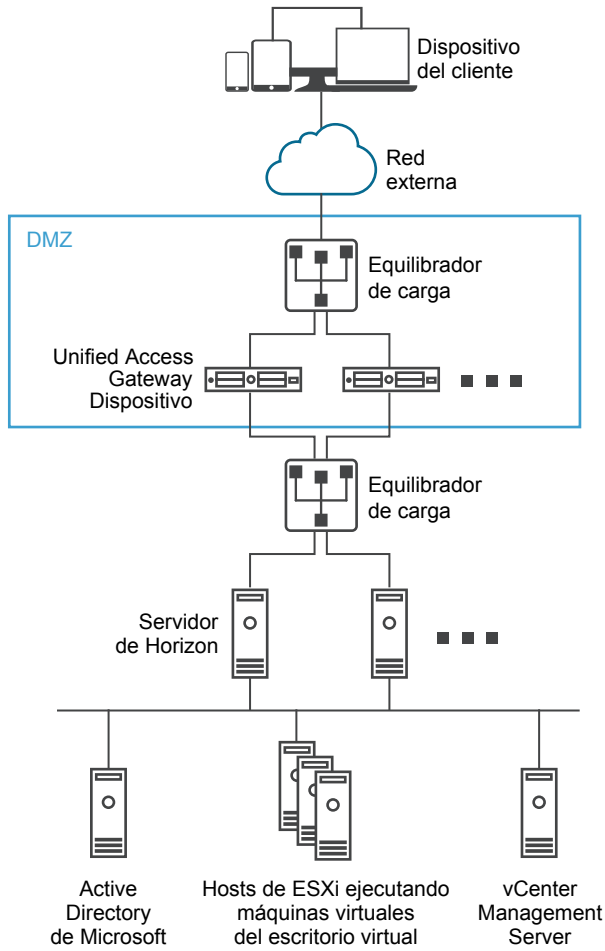 Dispositivo
del cliente
Red
externa
DMZ
Equilibrador
de carga
Unified Access
Gateway
Dispositivo
Equilibrador
de carga
Servidor
de Horizon
Active
Directory
de Microsoft
Hosts de ESXi ejecutando
máquinas virtuales
del escritorio virtual
vCenter
Management
Server